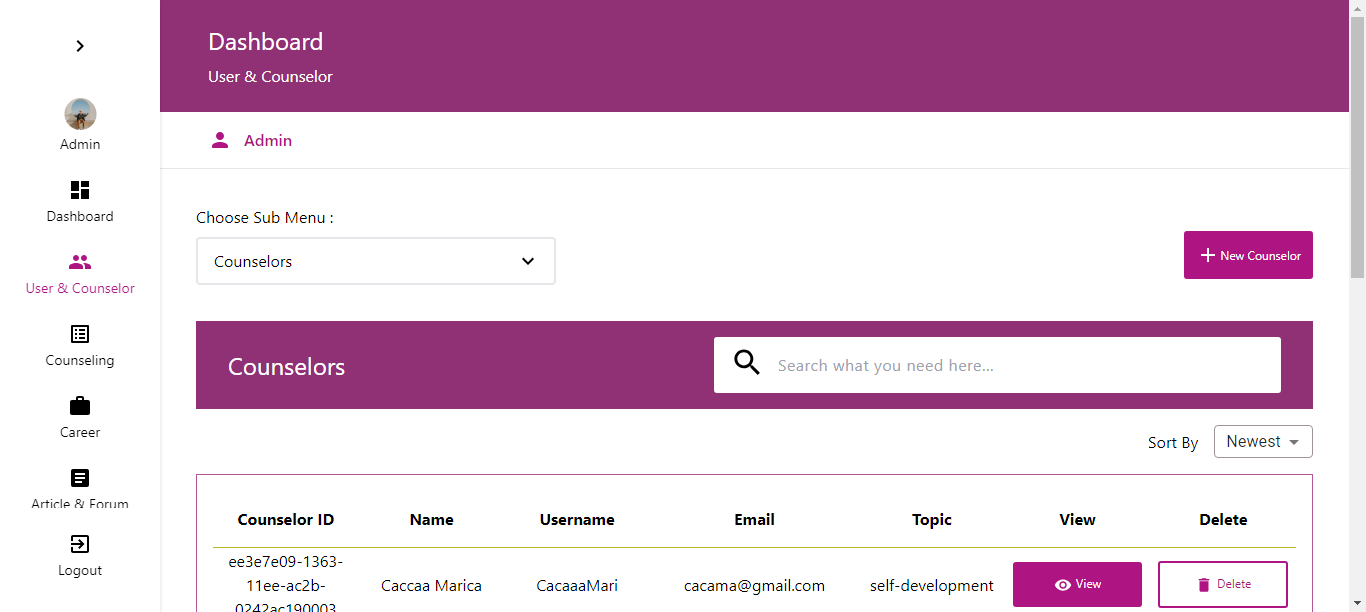 Dashboard
User & Counselor
Admin
Admin
Dashboard
User & Counselor
Counseling
Career
Article & Forum
Logout
Choose Sub Menu :
Counselors
New Counselor
Counselors
Search what you need here...
Sort By
Newest
Counselor ID Name Username Email Topic View Delete
ee3e7e09-1363-
11ee-ac2b-
0242ac190003
Caccaa Marica CacaaaMari cacama@gmail.com self-development View Delete